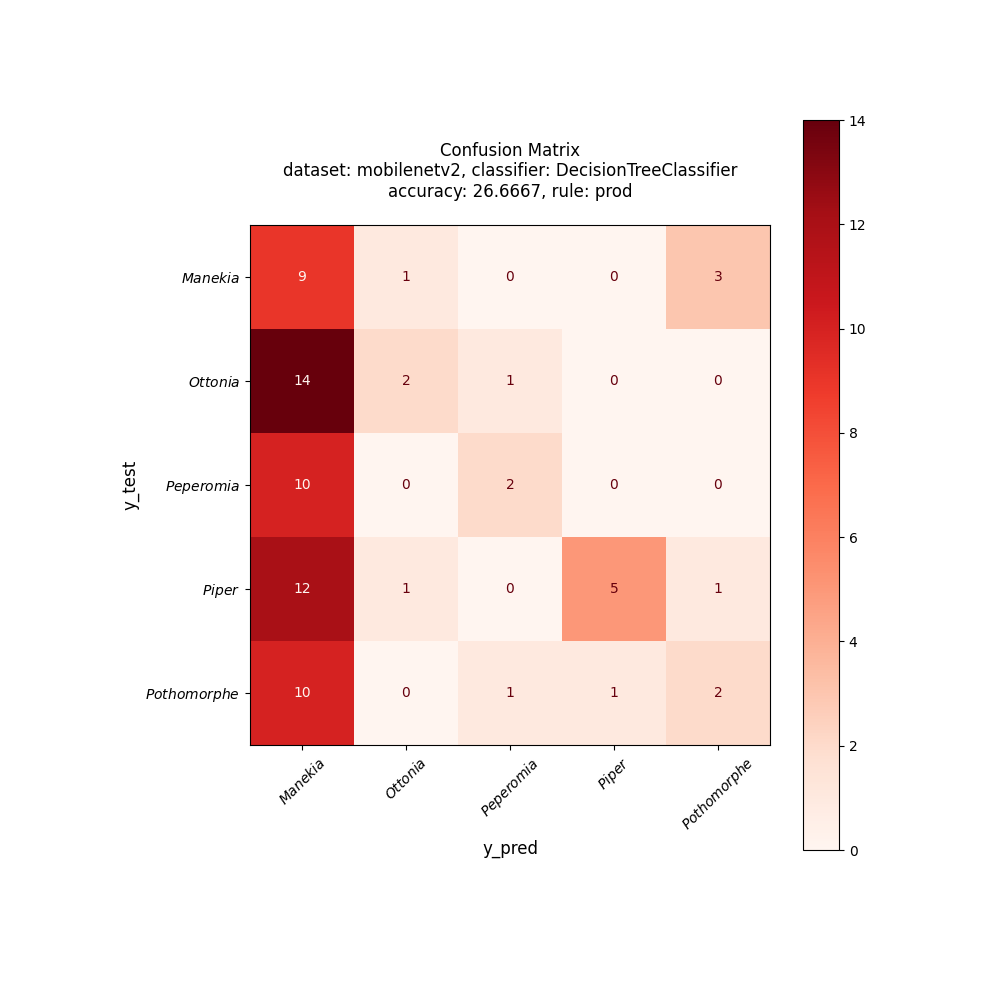 Confusion Matrix
dataset: mobilenetv2, classifier: DecisionTreeClassifier
accuracy: 26.6667, rule: prod
Manekia 9 1 0 0 3
Ottonia 14 2 1 0 0
Peperomia 10 0 2 0 0
Piper 12 1 0 5 1
Pothomorphe 10 0 1 1 2
y_test
Manekia Ottonia Peperomia Piper Pothomorphe
y_pred
14
12
10
8
6
4
2
0